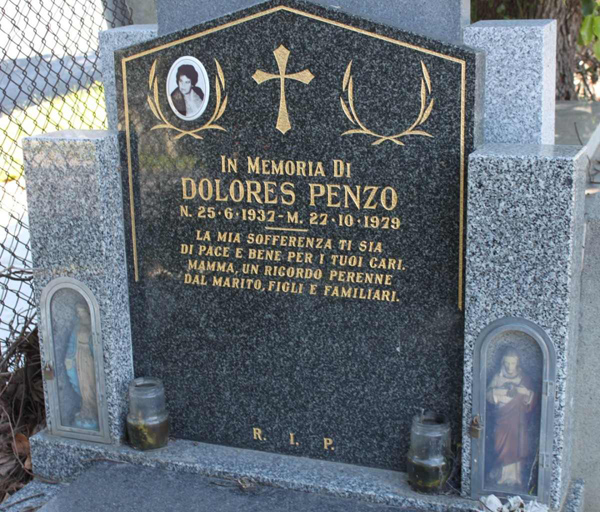 IN MEMORIA DI
DOLORES PENZO
N. 25·6·1937 - M. 27·10·1979
LA MIA SOFFERENZA TI SIA
DI PACE E BENE PER I TUOI CARI.
MAMMA, UN RICORDO PERENNE
DAL MARITO, FIGLI E FAMILIARI.
R. I. P.